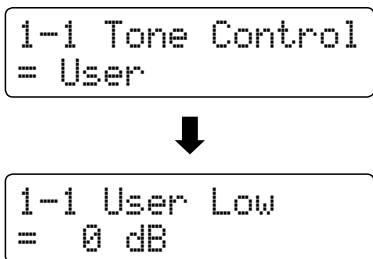 1-1 Tone Control
= User
1-1 User Low
=  0 dB